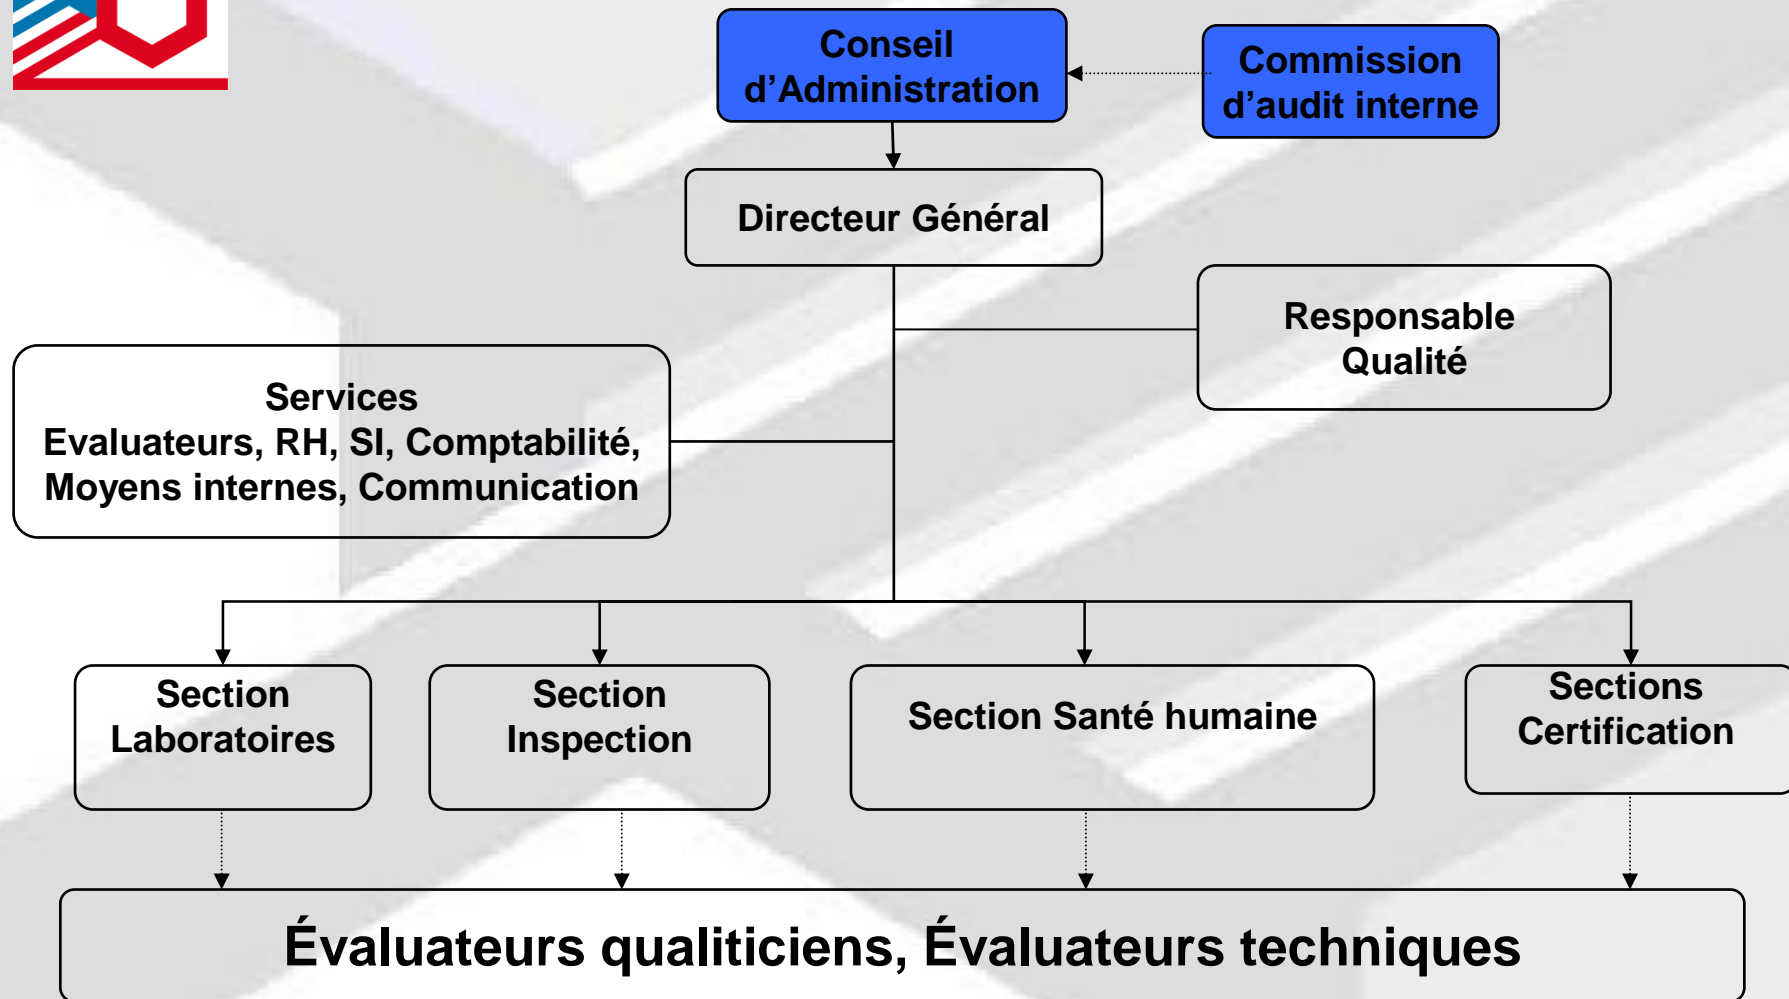 Conseil
d’Administration
Commission
d’audit interne
Directeur Général
Responsable
Qualité
Services
Evaluateurs, RH, SI, Comptabilité,
Moyens internes, Communication
Section
Laboratoires
Section
Inspection
Section Santé humaine
Sections
Certification
Évaluateurs qualiticiens, Évaluateurs techniques